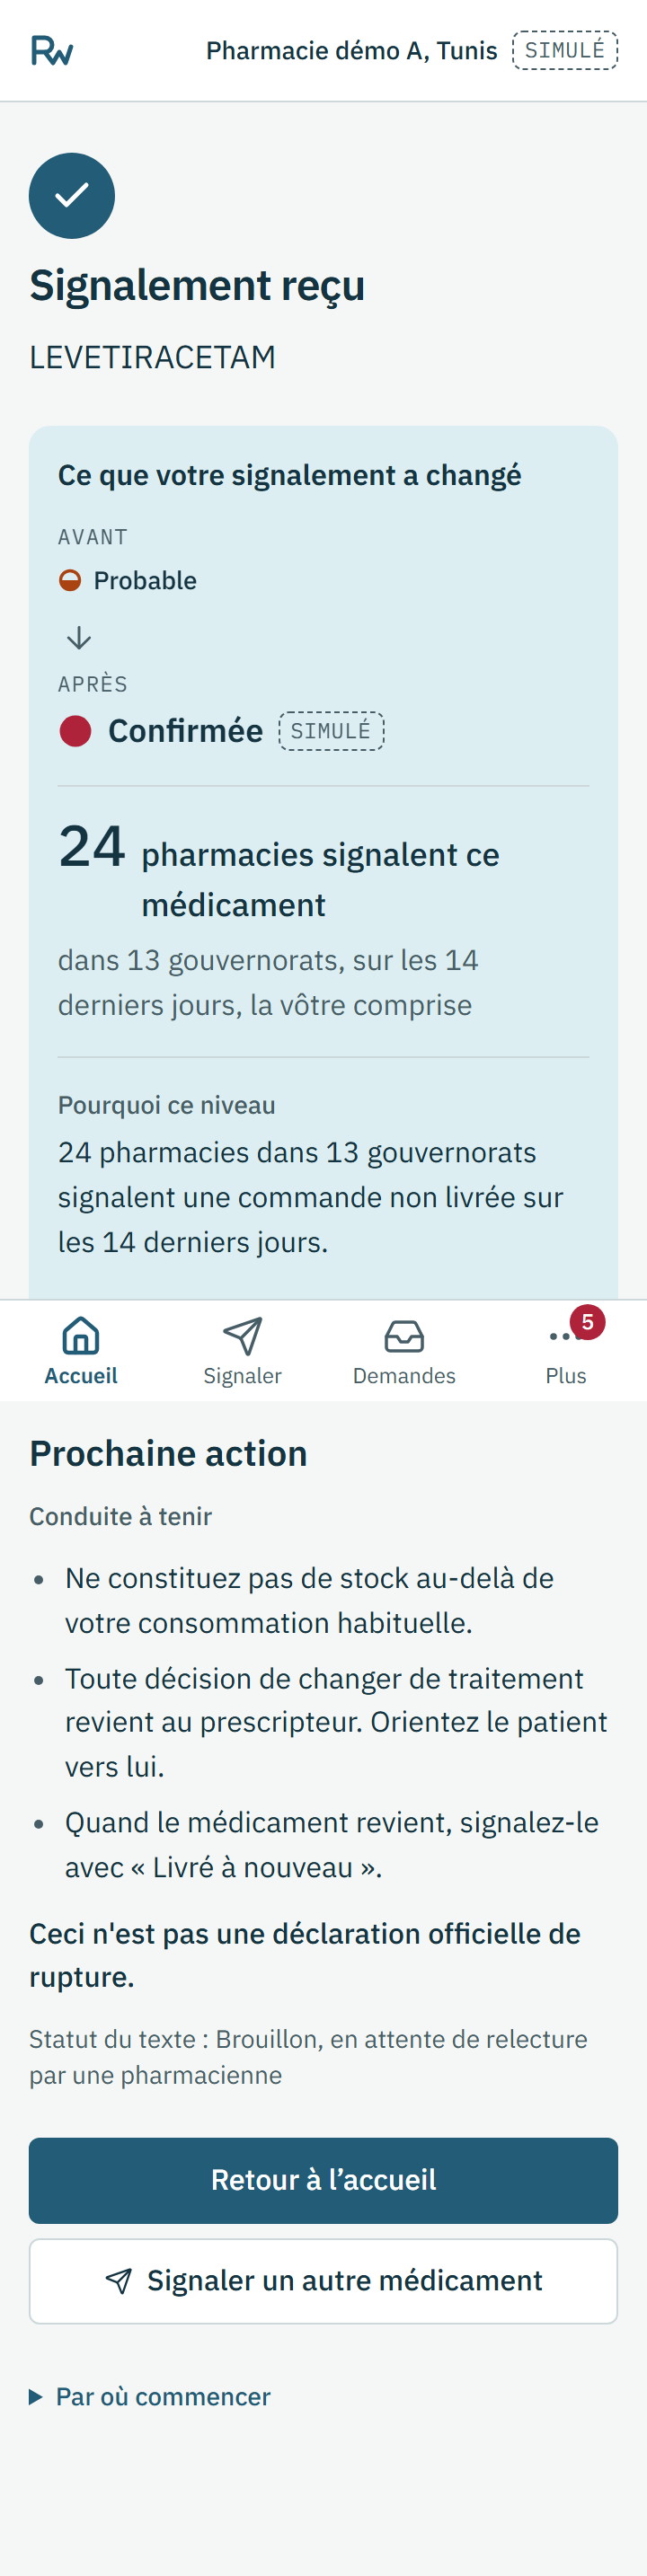 RW
Pharmacie démo A, Tunis
SIMULÉ
Signalement reçu
LEVETIRACETAM
Ce que votre signalement a changé
AVANT
Probable
APRÈS
Confirmée
SIMULÉ
24 pharmacies signalent ce
médicament
dans 13 gouvernorats, sur les 14
derniers jours, la vôtre comprise
Pourquoi ce niveau
24 pharmacies dans 13 gouvernorats
signalent une commande non livrée sur
les 14 derniers jours.
5
Accueil
Signaler
Demandes
Plus
Prochaine action
Conduite à tenir
• Ne constituez pas de stock au-delà de
votre consommation habituelle.
• Toute décision de changer de traitement
revient au prescripteur. Orientez le patient
vers lui.
• Quand le médicament revient, signalez-le
avec « Livré à nouveau ».
Ceci n'est pas une déclaration officielle de
rupture.
Statut du texte : Brouillon, en attente de relecture
par une pharmacienne
Retour à l’accueil
Signaler un autre médicament
Par où commencer